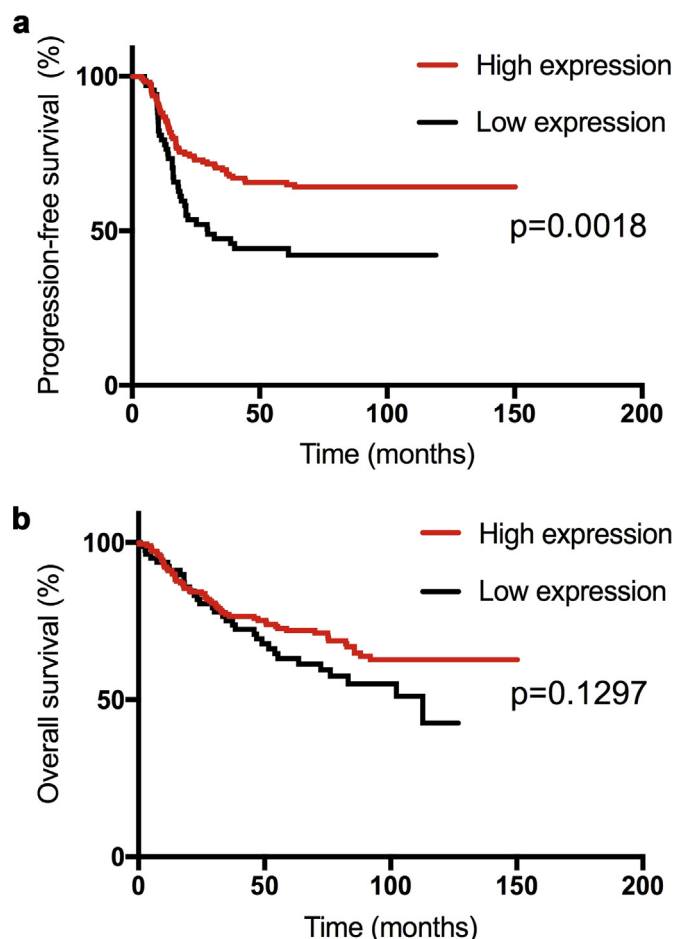 a
Progression-free survival (%)
100
50
0
High expression
Low expression
p=0.0018
0 50 100 150 200
Time (months)
b
Overall survival (%)
100
50
0
High expression
Low expression
p=0.1297
0 50 100 150 200
Time (months)